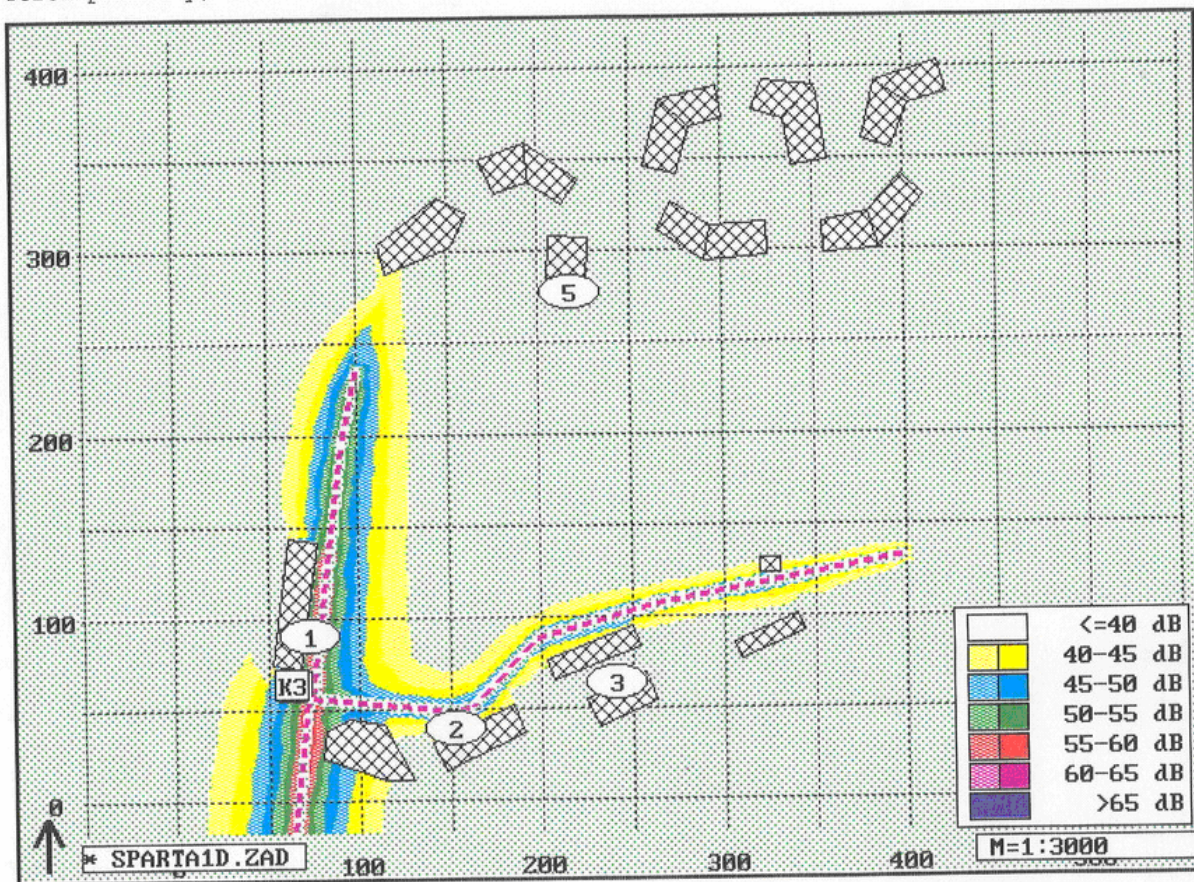 400
300
5
200
100
1
K3
3
2
0
<=40 dB
40-45 dB
45-50 dB
50-55 dB
55-60 dB
60-65 dB
>65 dB
M=1:3000
* SPARTA1D.ZAD
100 200 300 400